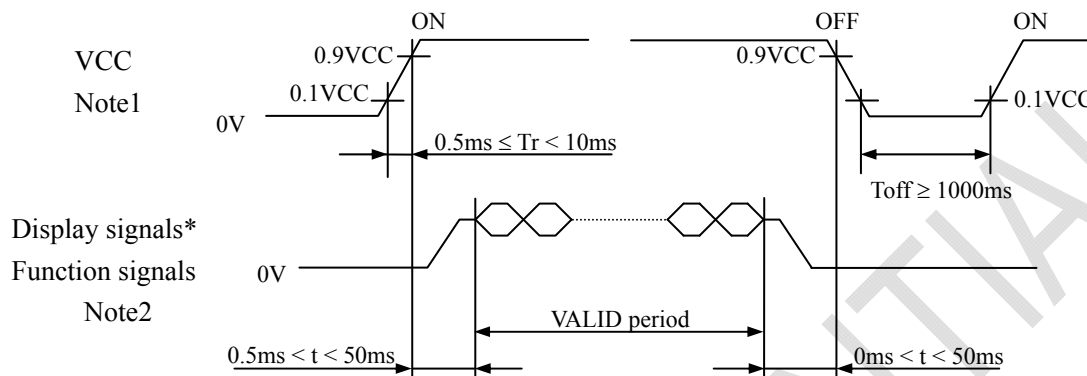 ON OFF ON
VCC
Note1
0.9VCC
0.9VCC
0.1VCC
0.1VCC
0V
0.5ms ≤ Tr < 10ms
Toff ≥ 1000ms
Display signals*
Function signals
Note2
0V
VALID period
0.5ms < t < 50ms
0ms < t < 50ms